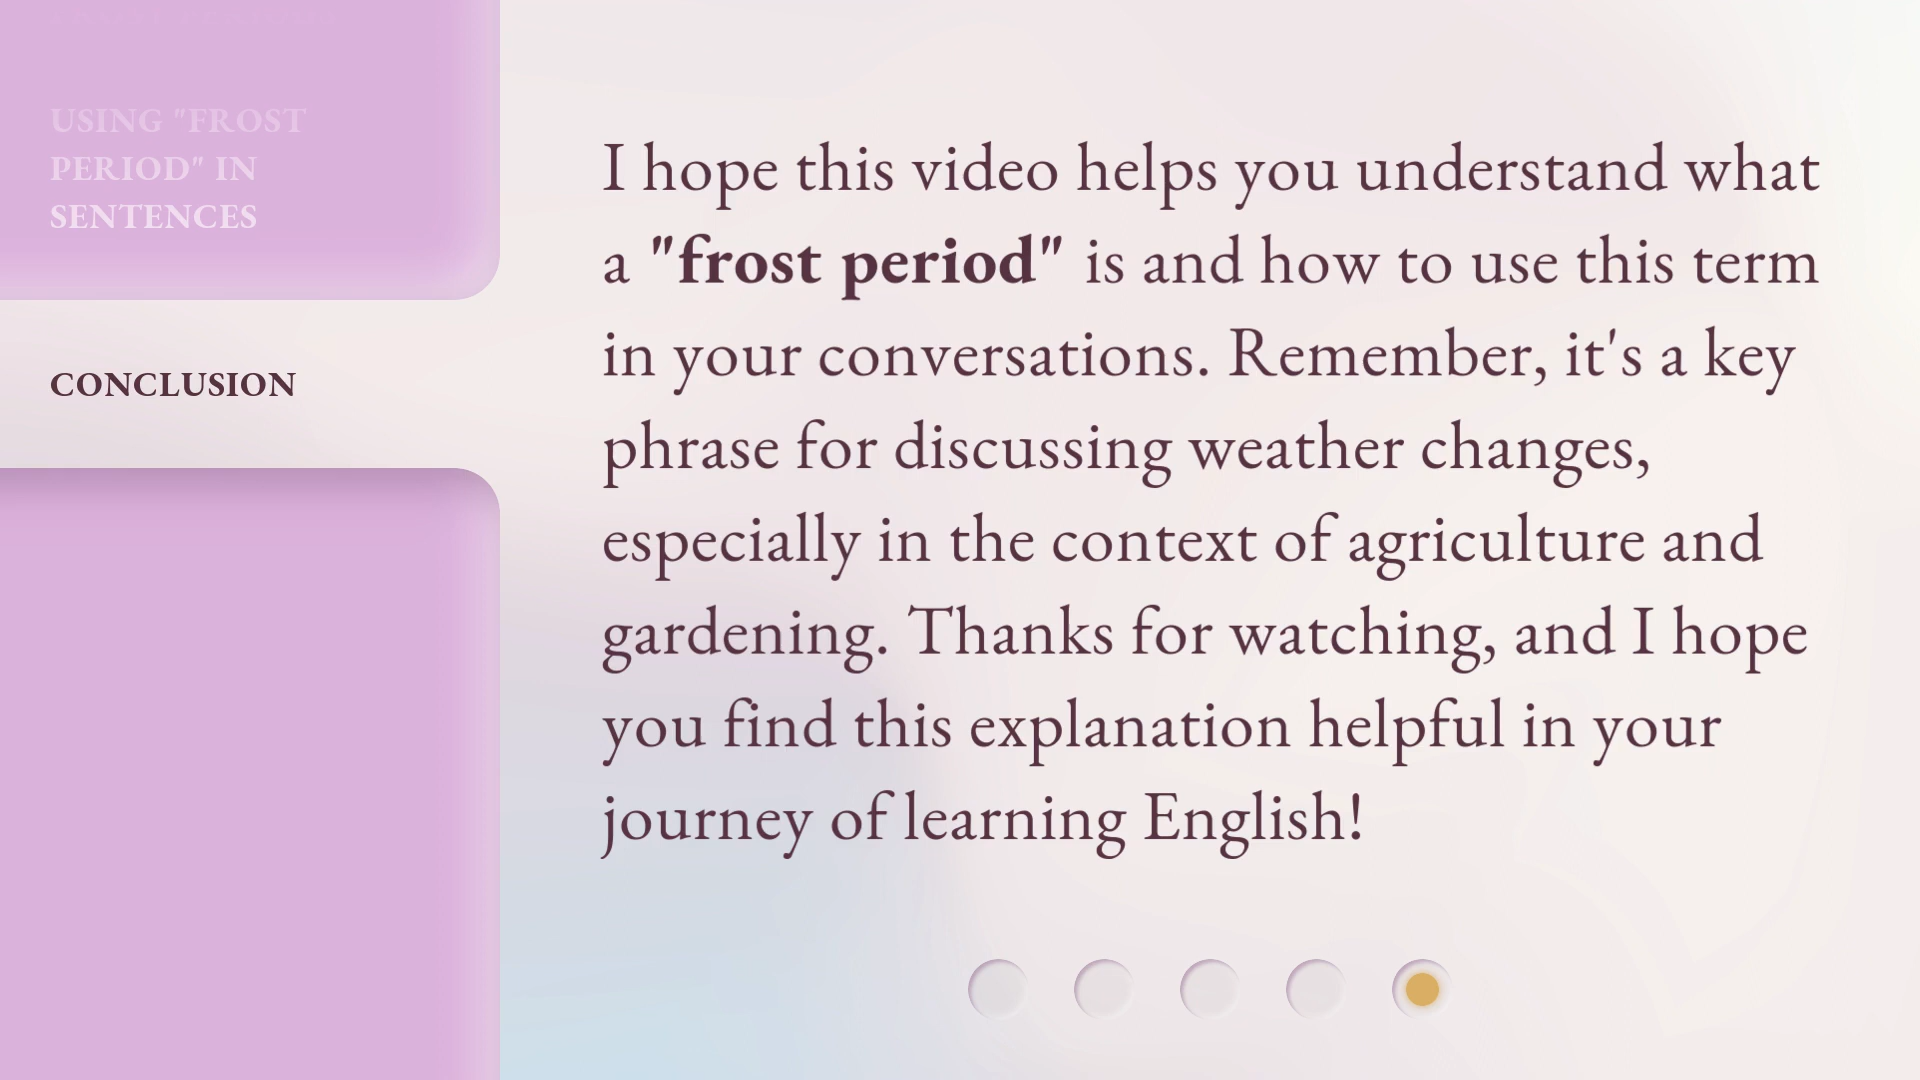 USING "FROST
PERIOD" IN
SENTENCES
CONCLUSION
I hope this video helps you understand what
a "frost period" is and how to use this term
in your conversations. Remember, it's a key
phrase for discussing weather changes,
especially in the context of agriculture and
gardening. Thanks for watching, and I hope
you find this explanation helpful in your
journey of learning English!